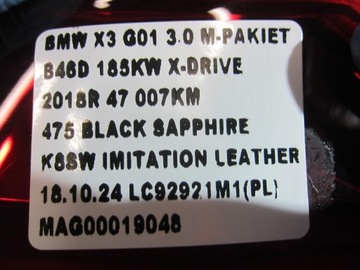 BMW X3 G01 3.0 M-PAKIET
B46D 185KW X-DRIVE
2018R 47 007KM
475 BLACK SAPPHIRE
K8SW IMITATION LEATHER
18.10.24 LC92921M1(PL)
MAG00019048